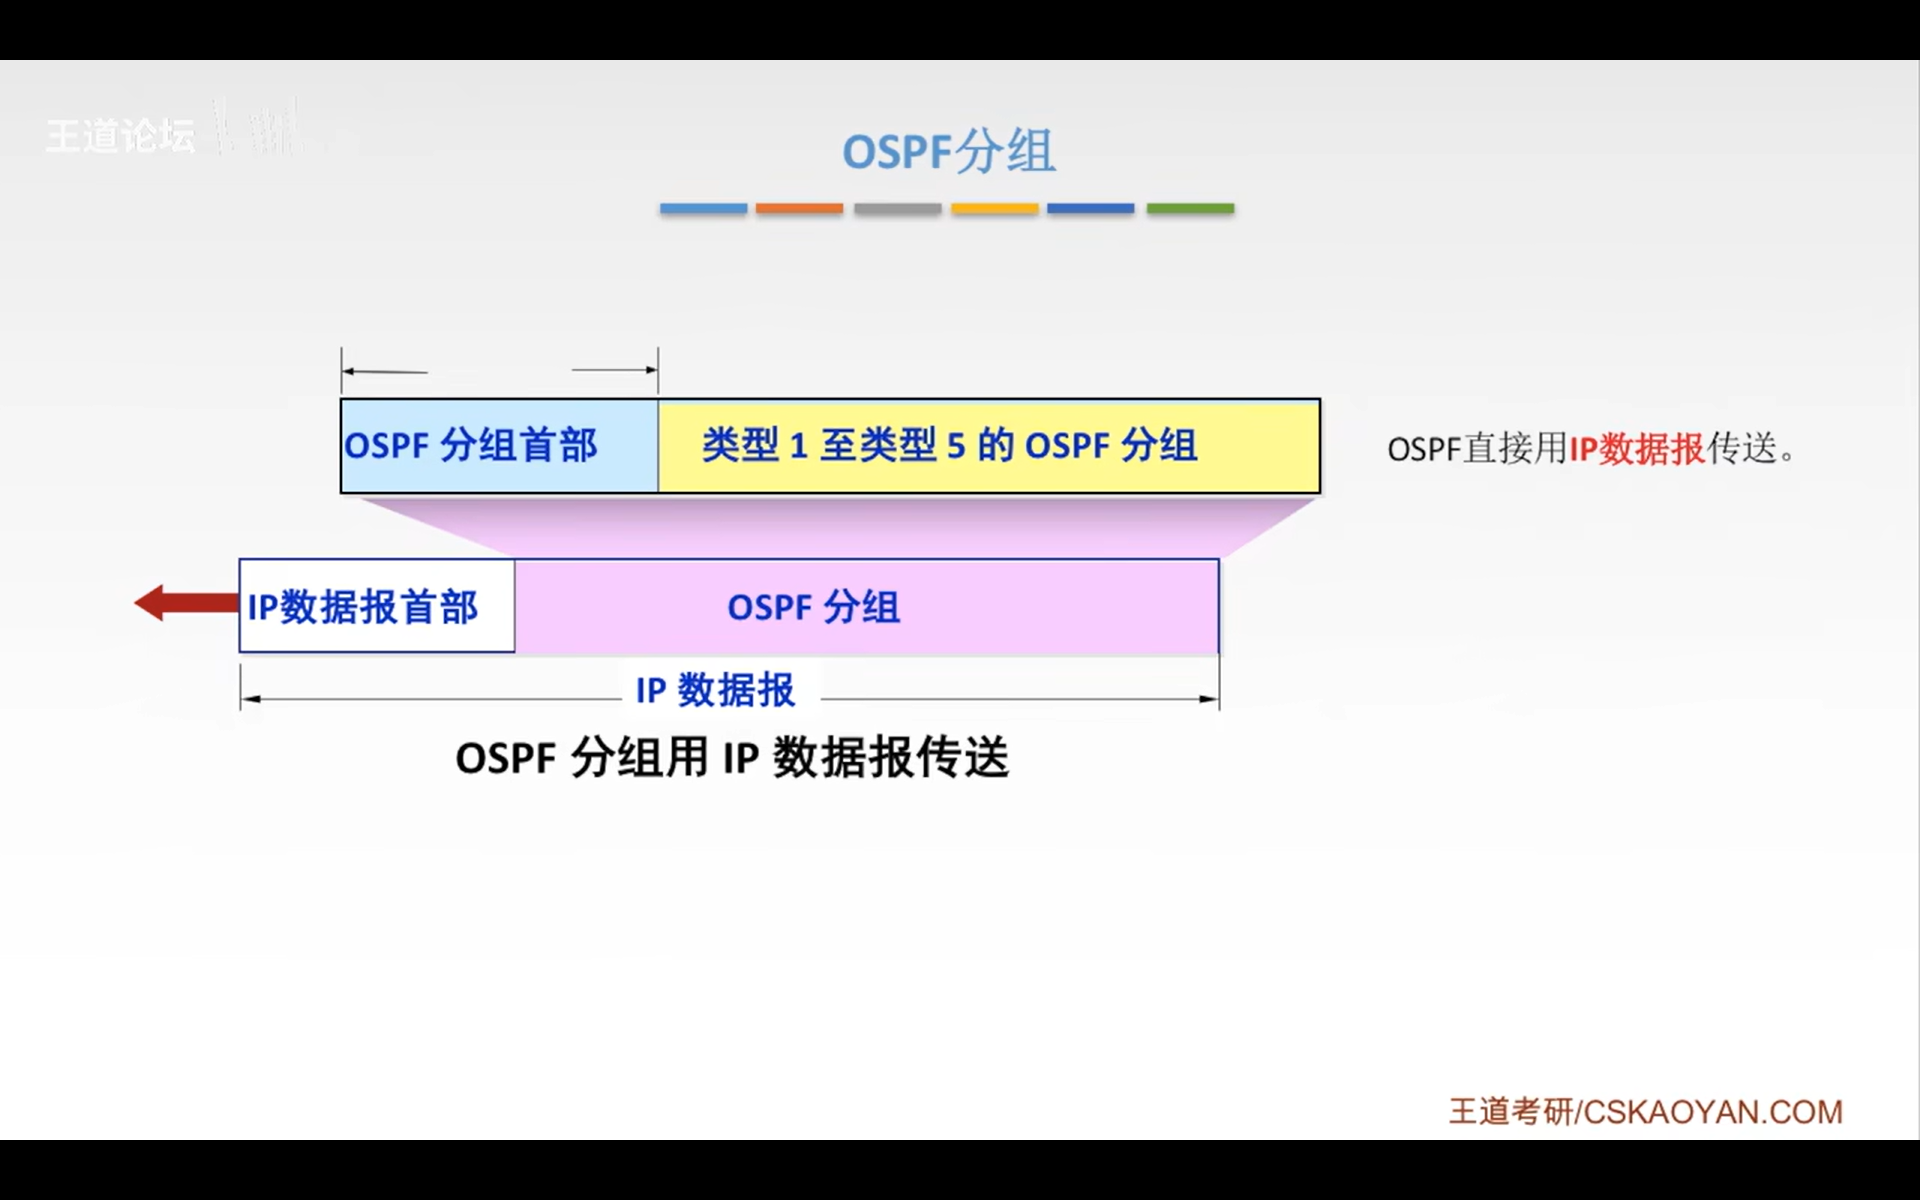 王道论坛
OSPF分组
OSPF 分组首部
类型 1 至类型 5 的 OSPF 分组
OSPF直接用IP数据报传送。
IP数据报首部
OSPF 分组
IP 数据报
OSPF 分组用 IP 数据报传送
王道考研/CSKAOYAN.COM